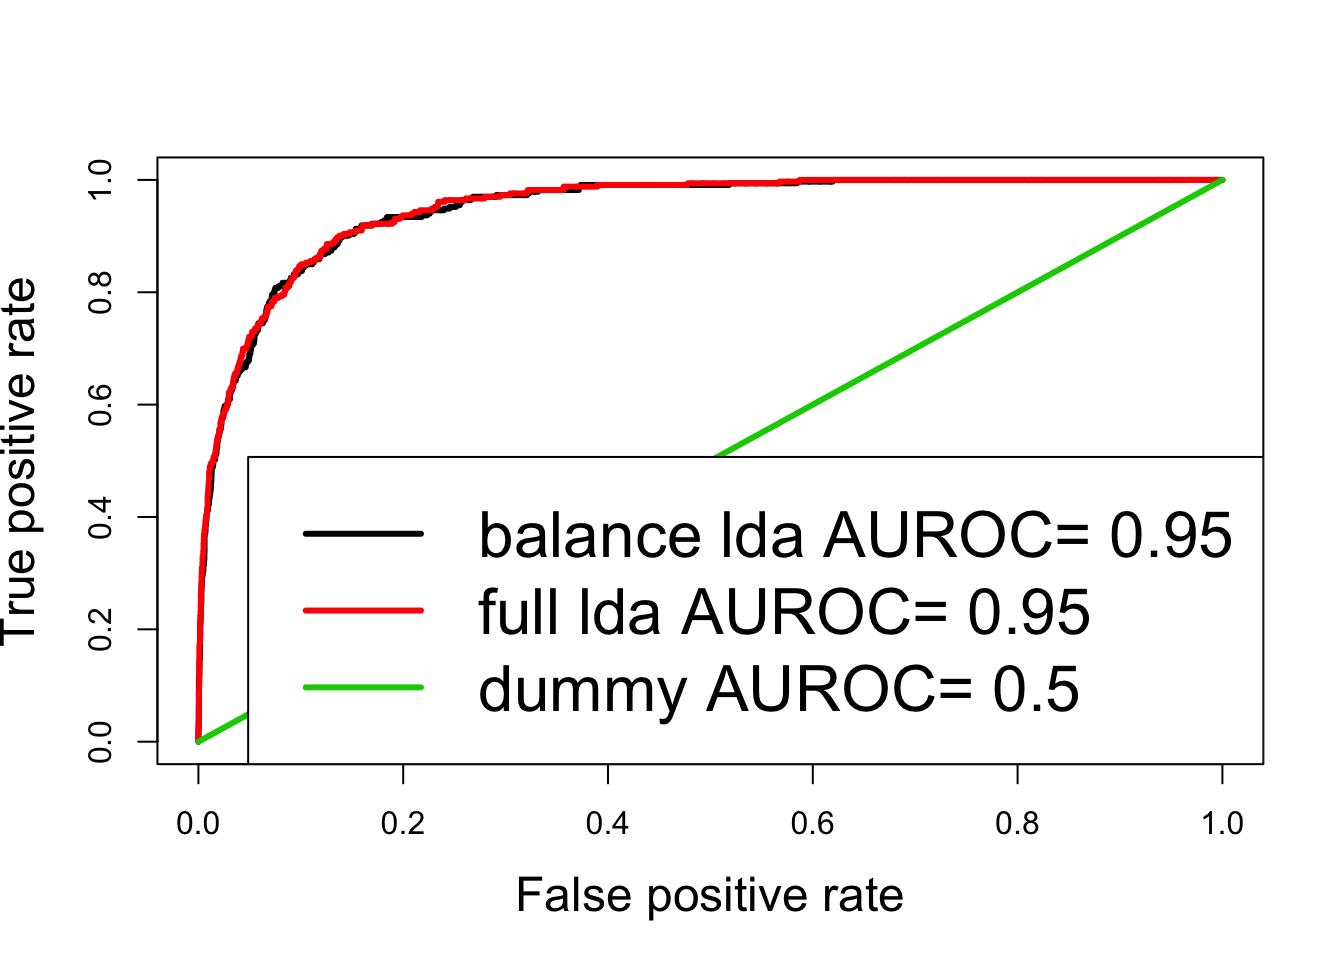 True positive rate
1.0
0.8
0.6
0.4
0.2
0.0
balance lda AUROC= 0.95
full lda AUROC= 0.95
dummy AUROC= 0.5
0.0 0.2 0.4 0.6 0.8 1.0
False positive rate